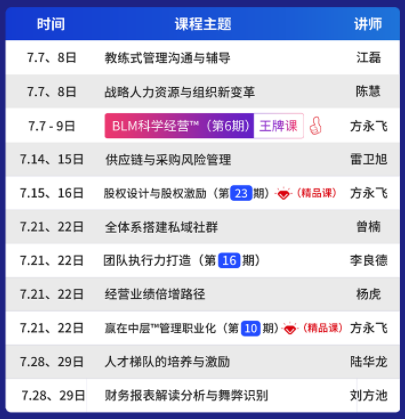 时间 课程主题 讲师
7.7、8日 教练式管理沟通与辅导 江磊
7.7、8日 战略人力资源与组织新变革 陈慧
7.7 - 9日 BLM科学经营™（第6期） 王牌课 方永飞
7.14、15日 供应链与采购风险管理 雷卫旭
7.15、16日 股权设计与股权激励（第 23 期） （精品课） 方永飞
7.21、22日 全体系搭建私域社群 曾楠
7.21、22日 团队执行力打造（第 16 期） 李良德
7.21、22日 经营业绩倍增路径 杨虎
7.21、22日 赢在中层™管理职业化（第 10 期） （精品课） 方永飞
7.28、29日 人才梯队的培养与激励 陆华龙
7.28、29日 财务报表解读分析与舞弊识别 刘方池